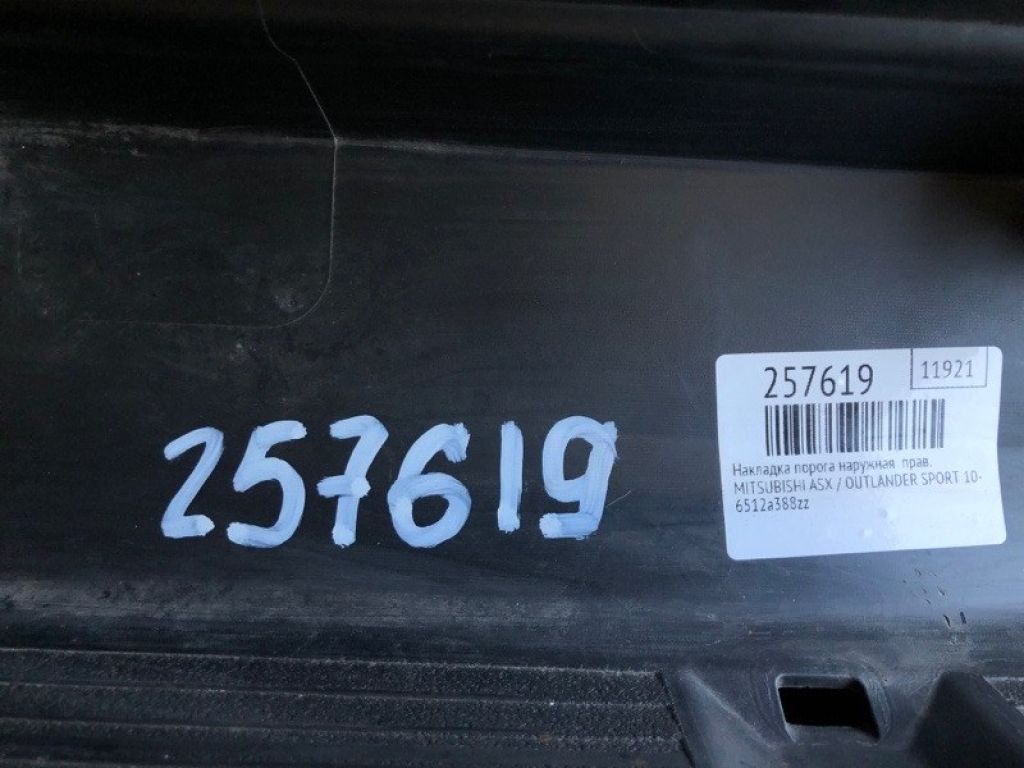 257619
257619
11921
Накладка порога наружная прав.
MITSUBISHI ASX / OUTLANDER SPORT 10-
6512a388zz